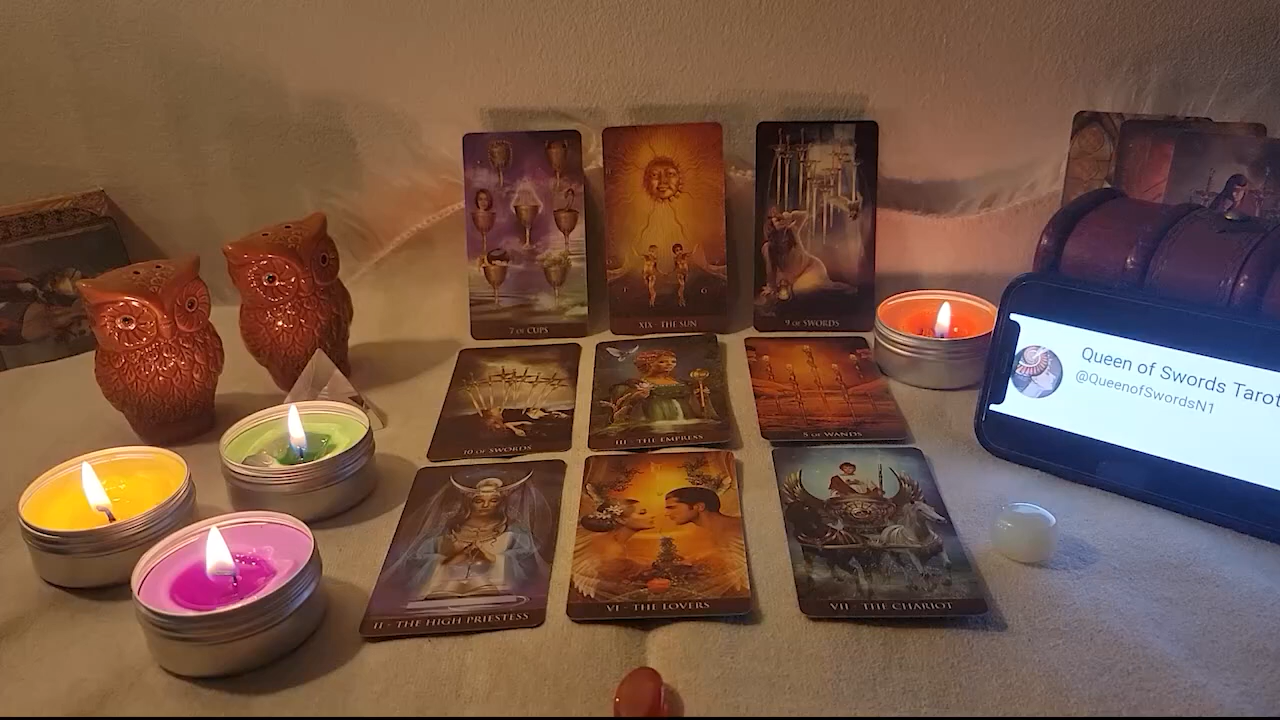 7 OF CUPS
XIX - THE SUN
9 OF SWORDS
10 OF SWORDS
III - THE EMPRESS
5 OF WANDS
II - THE HIGH PRIESTESS
VI - THE LOVERS
VII - THE CHARIOT
Queen of Swords Tarot
@QueenofSwordsN1